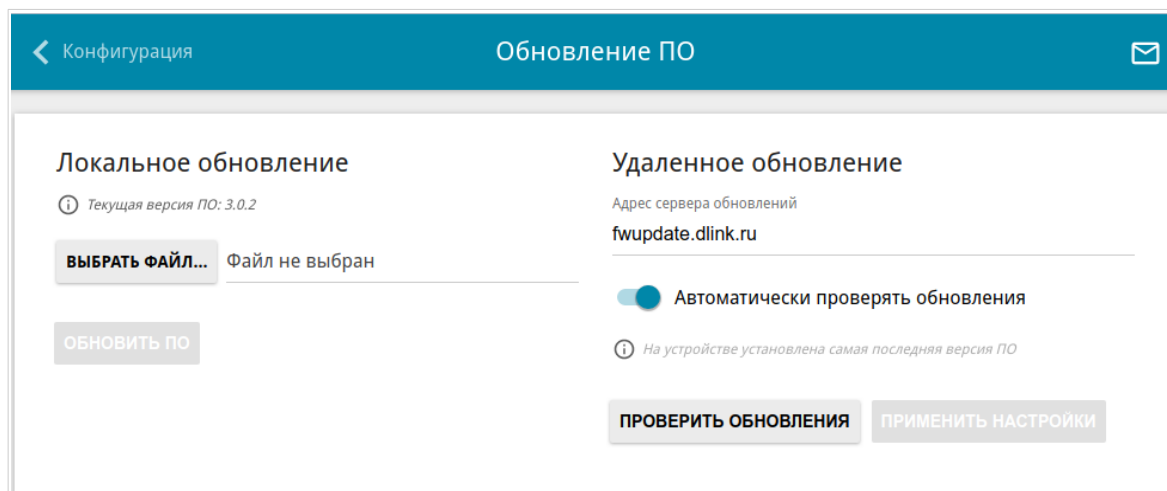 Конфигурация
Обновление ПО
Локальное обновление
Текущая версия ПО: 3.0.2
ВЫБРАТЬ ФАЙЛ...
Файл не выбран
ОБНОВИТЬ ПО
Удаленное обновление
Адрес сервера обновлений
fwupdate.dlink.ru
Автоматически проверять обновления
На устройстве установлена самая последняя версия ПО
ПРОВЕРИТЬ ОБНОВЛЕНИЯ
ПРИМЕНИТЬ НАСТРОЙКИ